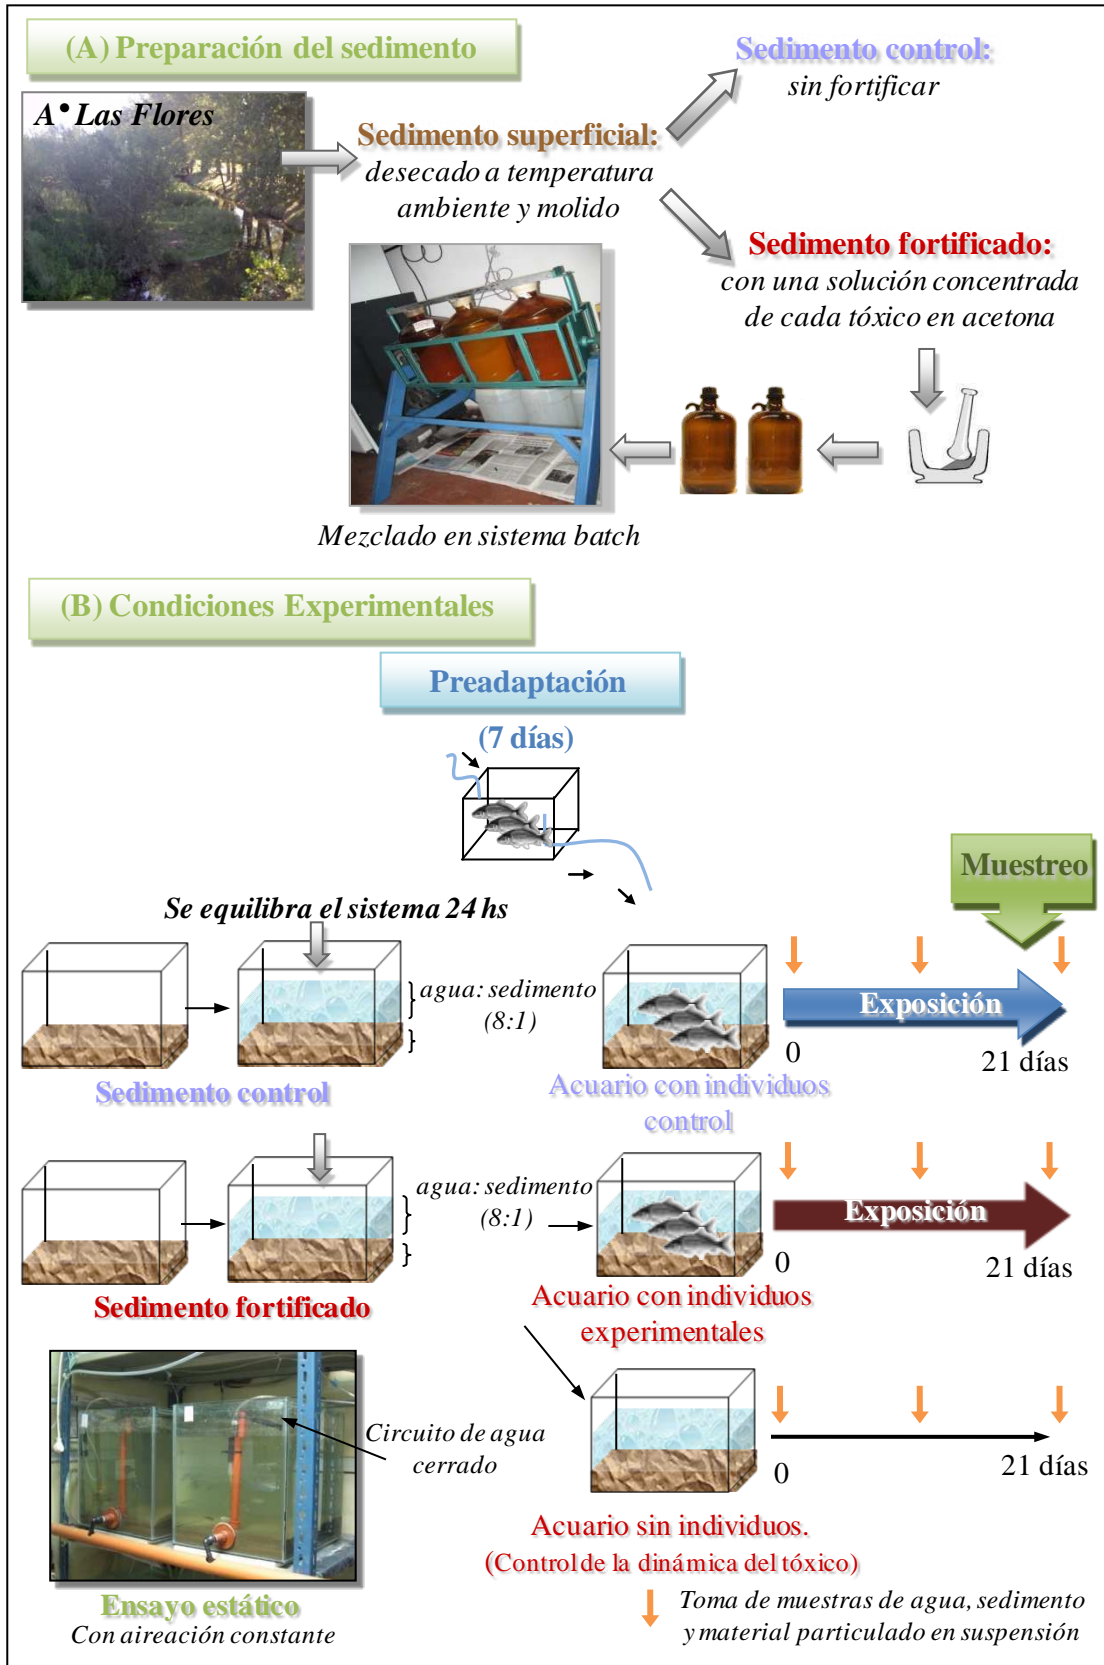 (A) Preparación del sedimento
Sedimento control:
sin fortificar
A° Las Flores
Sedimento superficial:
desecado a temperatura
ambiente y molido
Sedimento fortificado:
con una solución concentrada
de cada tóxico en acetona
Mezclado en sistema batch
(B) Condiciones Experimentales
Preadaptación
(7 días)
Muestreo
Se equilibra el sistema 24 hs
agua: sedimento
(8:1)
Exposición
0
21 días
Sedimento control
Acuario con individuos
control
agua: sedimento
(8:1)
Exposición
0
21 días
Sedimento fortificado
Acuario con individuos
experimentales
Circuito de agua
cerrado
0
21 días
Acuario sin individuos.
(Control de la dinámica del tóxico)
Ensayo estático
Con aireación constante
Toma de muestras de agua, sedimento
y material particulado en suspensión